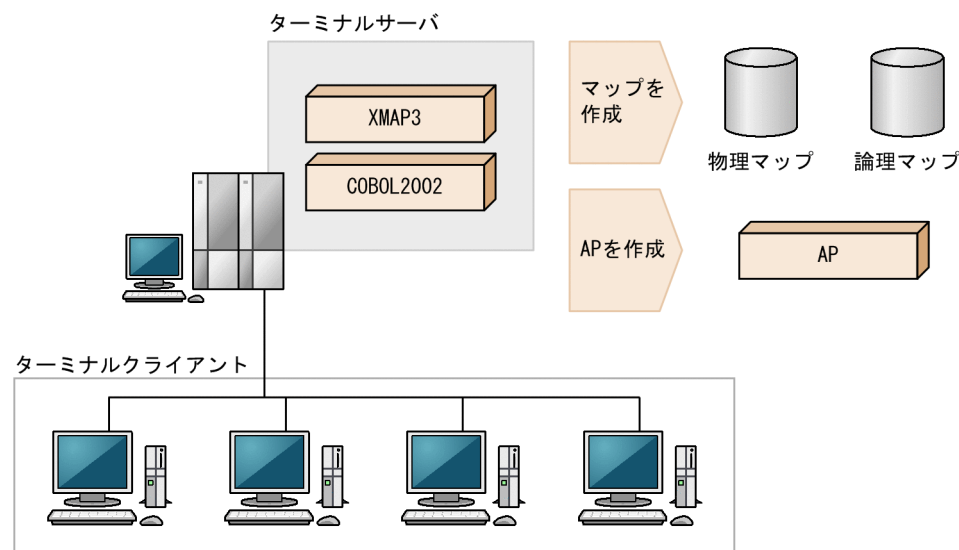 ターミナルサーバ
XMAP3
COBOL2002
マップを
作成
物理マップ
論理マップ
APを作成
AP
ターミナルクライアント